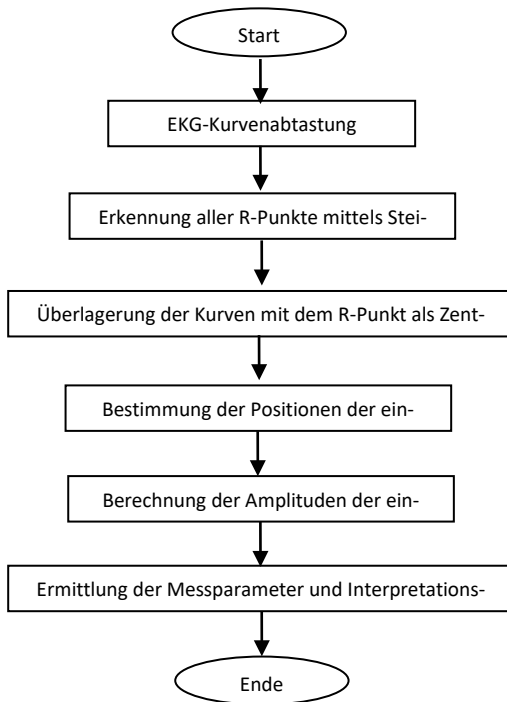 Start
EKG-Kurvenabtastung
Erkennung aller R-Punkte mittels Stei-
Überlagerung der Kurven mit dem R-Punkt als Zent-
Bestimmung der Positionen der ein-
Berechnung der Amplituden der ein-
Ermittlung der Messparameter und Interpretations-
Ende